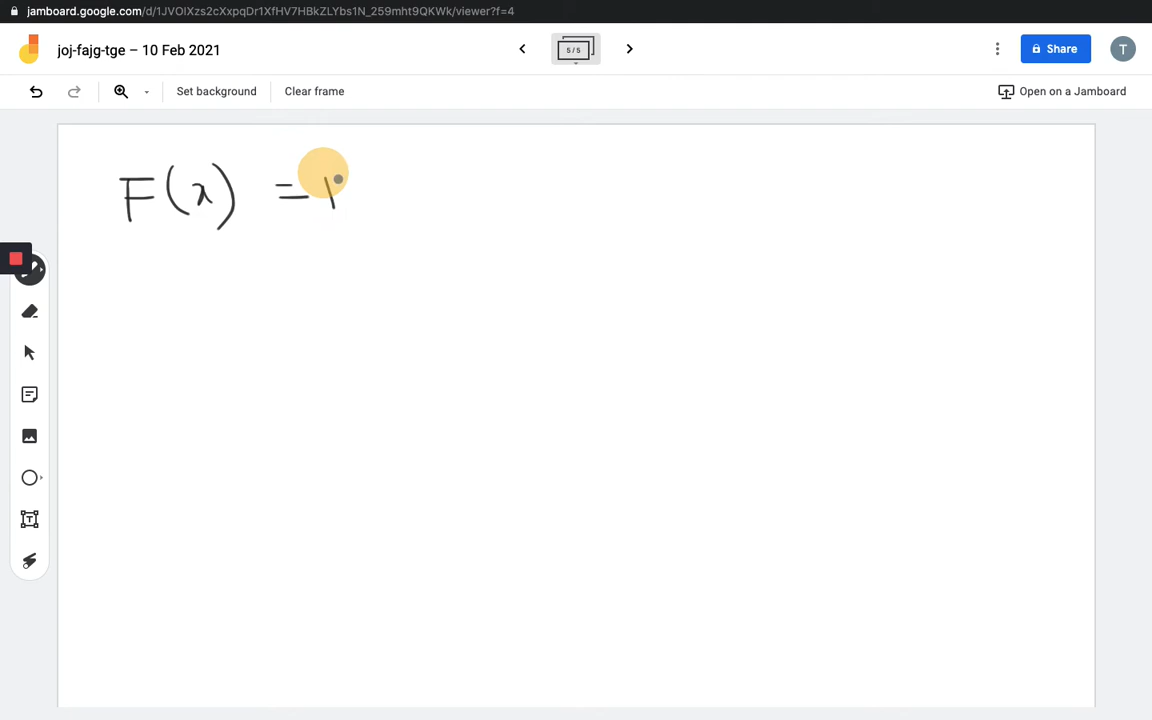 jamboard.google.com/d/1JVOlXzs2cXxpqDr1XfHV7HBkZLYbs1N_259mht9QKWk/viewer?f=4
joj-fajg-tge – 10 Feb 2021
5 / 5
Share
T
Set background
Clear frame
Open on a Jamboard
F(x) =